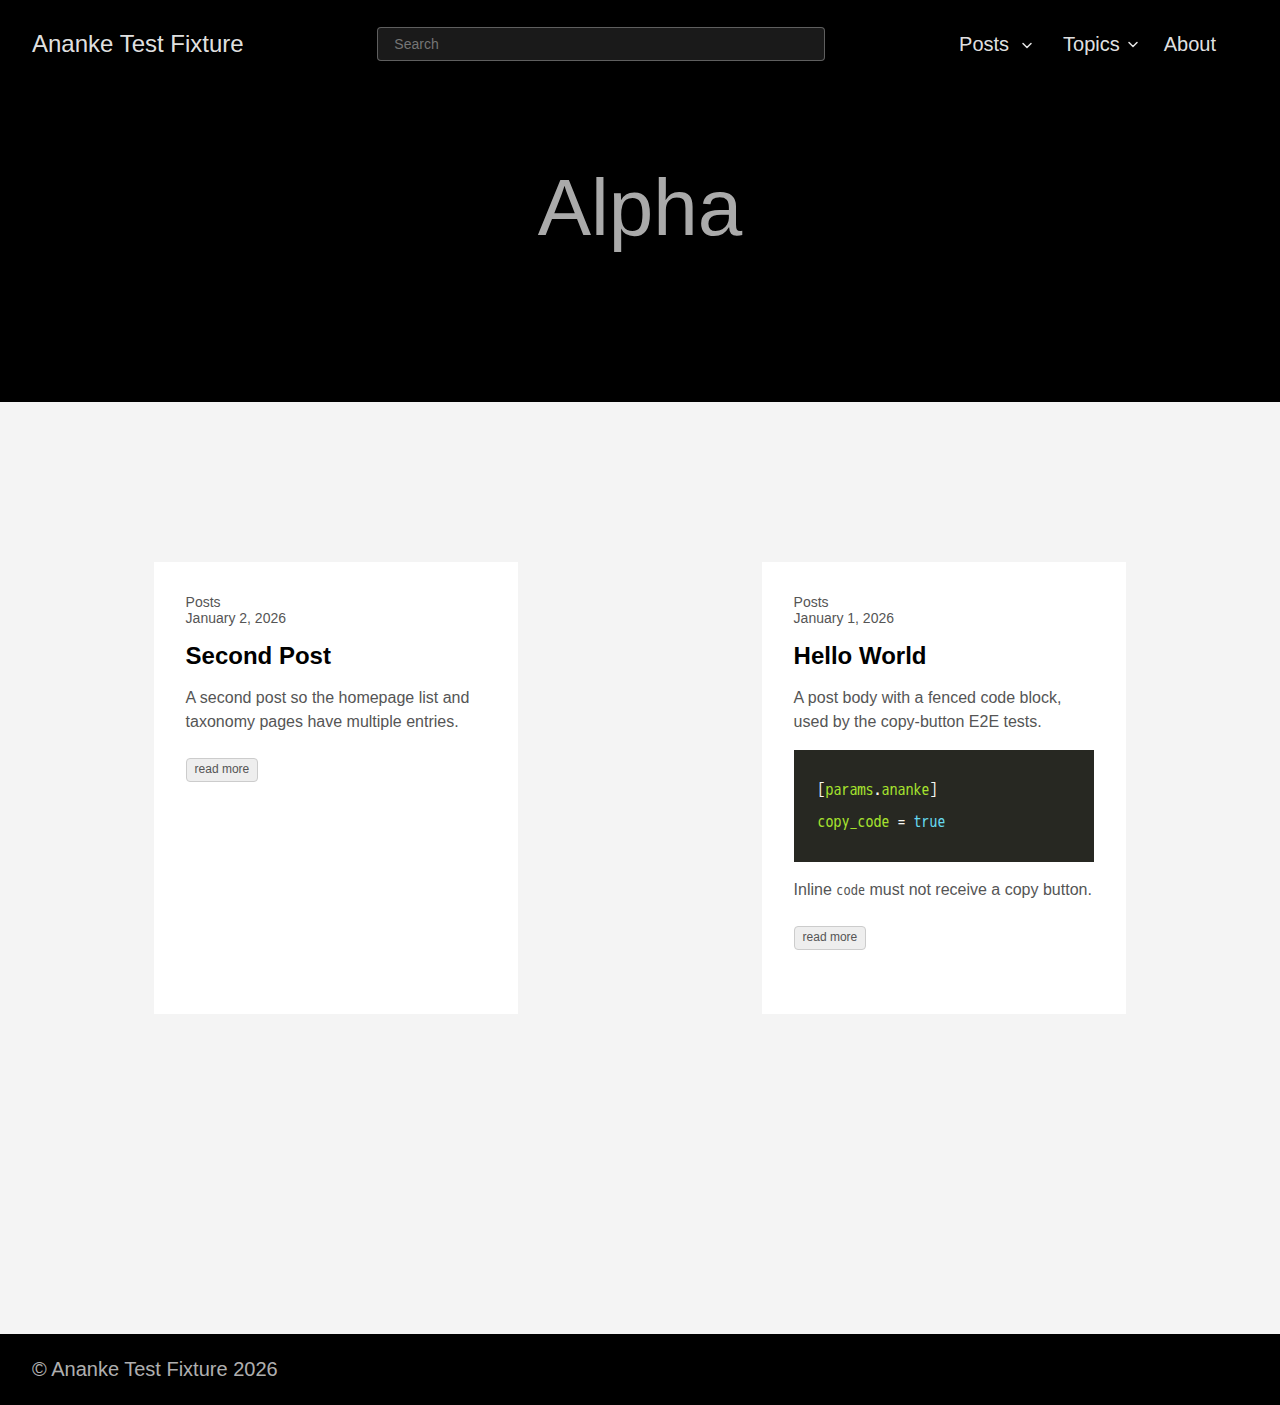 Ananke Test Fixture
Search
Posts
Topics
About
Alpha
Posts
January 2, 2026
Second Post
A second post so the homepage list and
taxonomy pages have multiple entries.
read more
Posts
January 1, 2026
Hello World
A post body with a fenced code block,
used by the copy-button E2E tests.
[params.ananke]
copy_code = true
Inline code must not receive a copy button.
read more
© Ananke Test Fixture 2026